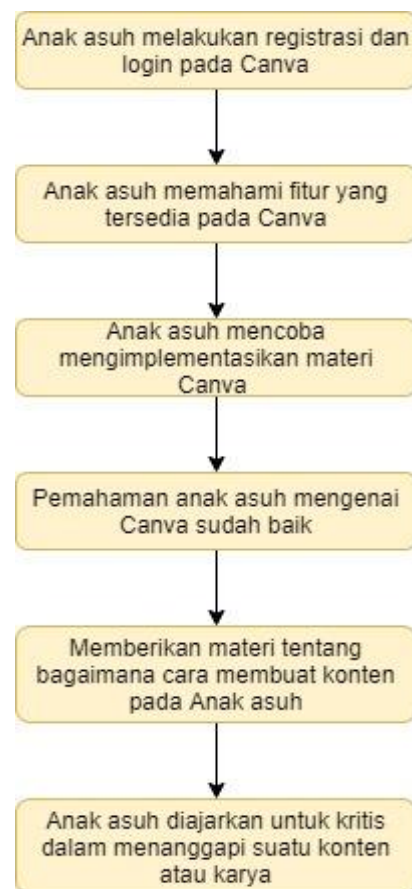 Anak asuh melakukan registrasi dan
login pada Canva
Anak asuh memahami fitur yang
tersedia pada Canva
Anak asuh mencoba
mengimplementasikan materi
Canva
Pemahaman anak asuh mengenai
Canva sudah baik
Memberikan materi tentang
bagaimana cara membuat konten
pada Anak asuh
Anak asuh diajarkan untuk kritis
dalam menanggapi suatu konten
atau karya